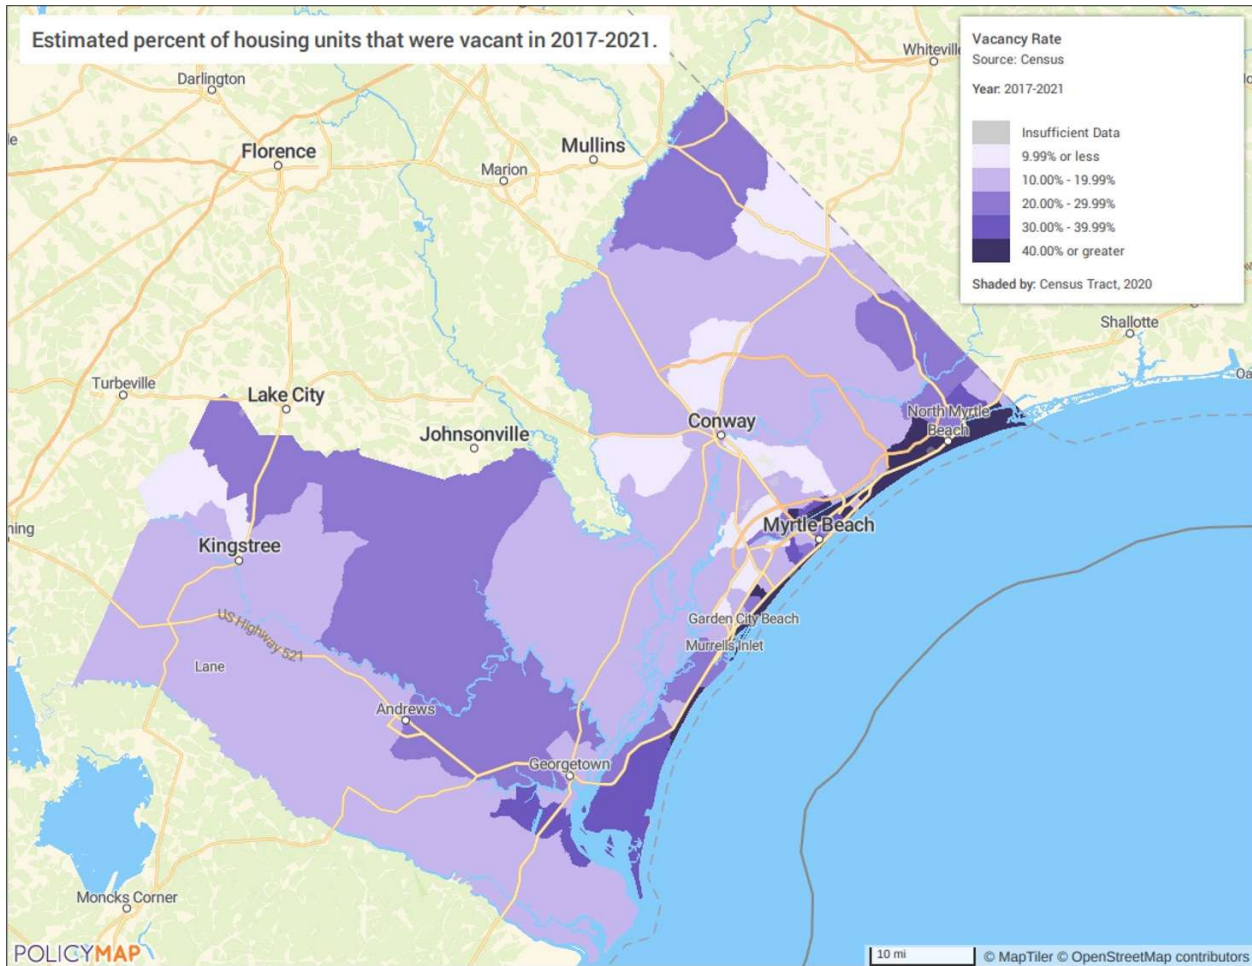 Estimated percent of housing units that were vacant in 2017-2021.
Vacancy Rate
Source: Census
Year: 2017-2021
Insufficient Data
9.99% or less
10.00% - 19.99%
20.00% - 29.99%
30.00% - 39.99%
40.00% or greater
Shaded by: Census Tract, 2020
Whiteville
Darlington
Florence
Mullins
Marion
Shallotte
Turbeville
Lake City
Johnsonville
Conway
North Myrtle
Beach
Myrtle Beach
Kingstree
Garden City Beach
Murrells Inlet
US Highway 521
Lane
Andrews
Georgetown
Moncks Corner
POLICYMAP
10 mi
© MapTiler © OpenStreetMap contributors